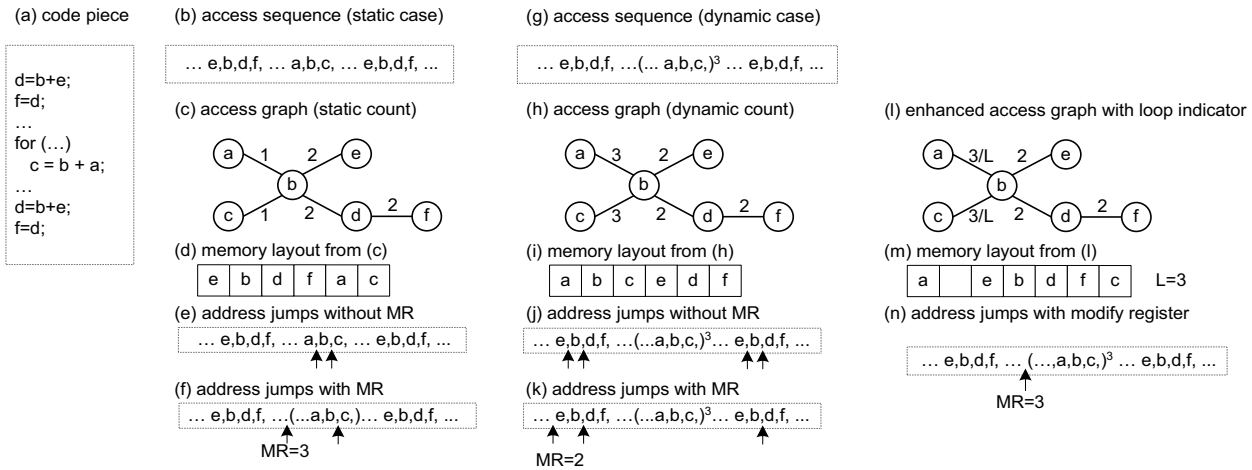 (a) code piece
d=b+e;
f=d;
…
for (…)
c = b + a;
…
d=b+e;
f=d;
(b) access sequence (static case)
… e,b,d,f, … a,b,c, … e,b,d,f, ...
(c) access graph (static count)
a 1 2 e
b
c 1 2 d 2 f
(d) memory layout from (c)
e b d f a c
(e) address jumps without MR
… e,b,d,f, … a,b,c, … e,b,d,f, ...
(f) address jumps with MR
… e,b,d,f, …(...a,b,c,)… e,b,d,f, ...
MR=3
(g) access sequence (dynamic case)
… e,b,d,f, …(... a,b,c,)³ … e,b,d,f, ...
(h) access graph (dynamic count)
a 3 2 e
b
c 3 2 d 2 f
(i) memory layout from (h)
a b c e d f
(j) address jumps without MR
… e,b,d,f, …(...a,b,c,)³… e,b,d,f, ...
(k) address jumps with MR
… e,b,d,f, …(...a,b,c,)³… e,b,d,f, ...
MR=2
(l) enhanced access graph with loop indicator
a 3/L 2 e
b
c 3/L 2 d 2 f
(m) memory layout from (l)
a e b d f c L=3
(n) address jumps with modify register
… e,b,d,f, … (…,a,b,c,)³ … e,b,d,f, ...
MR=3